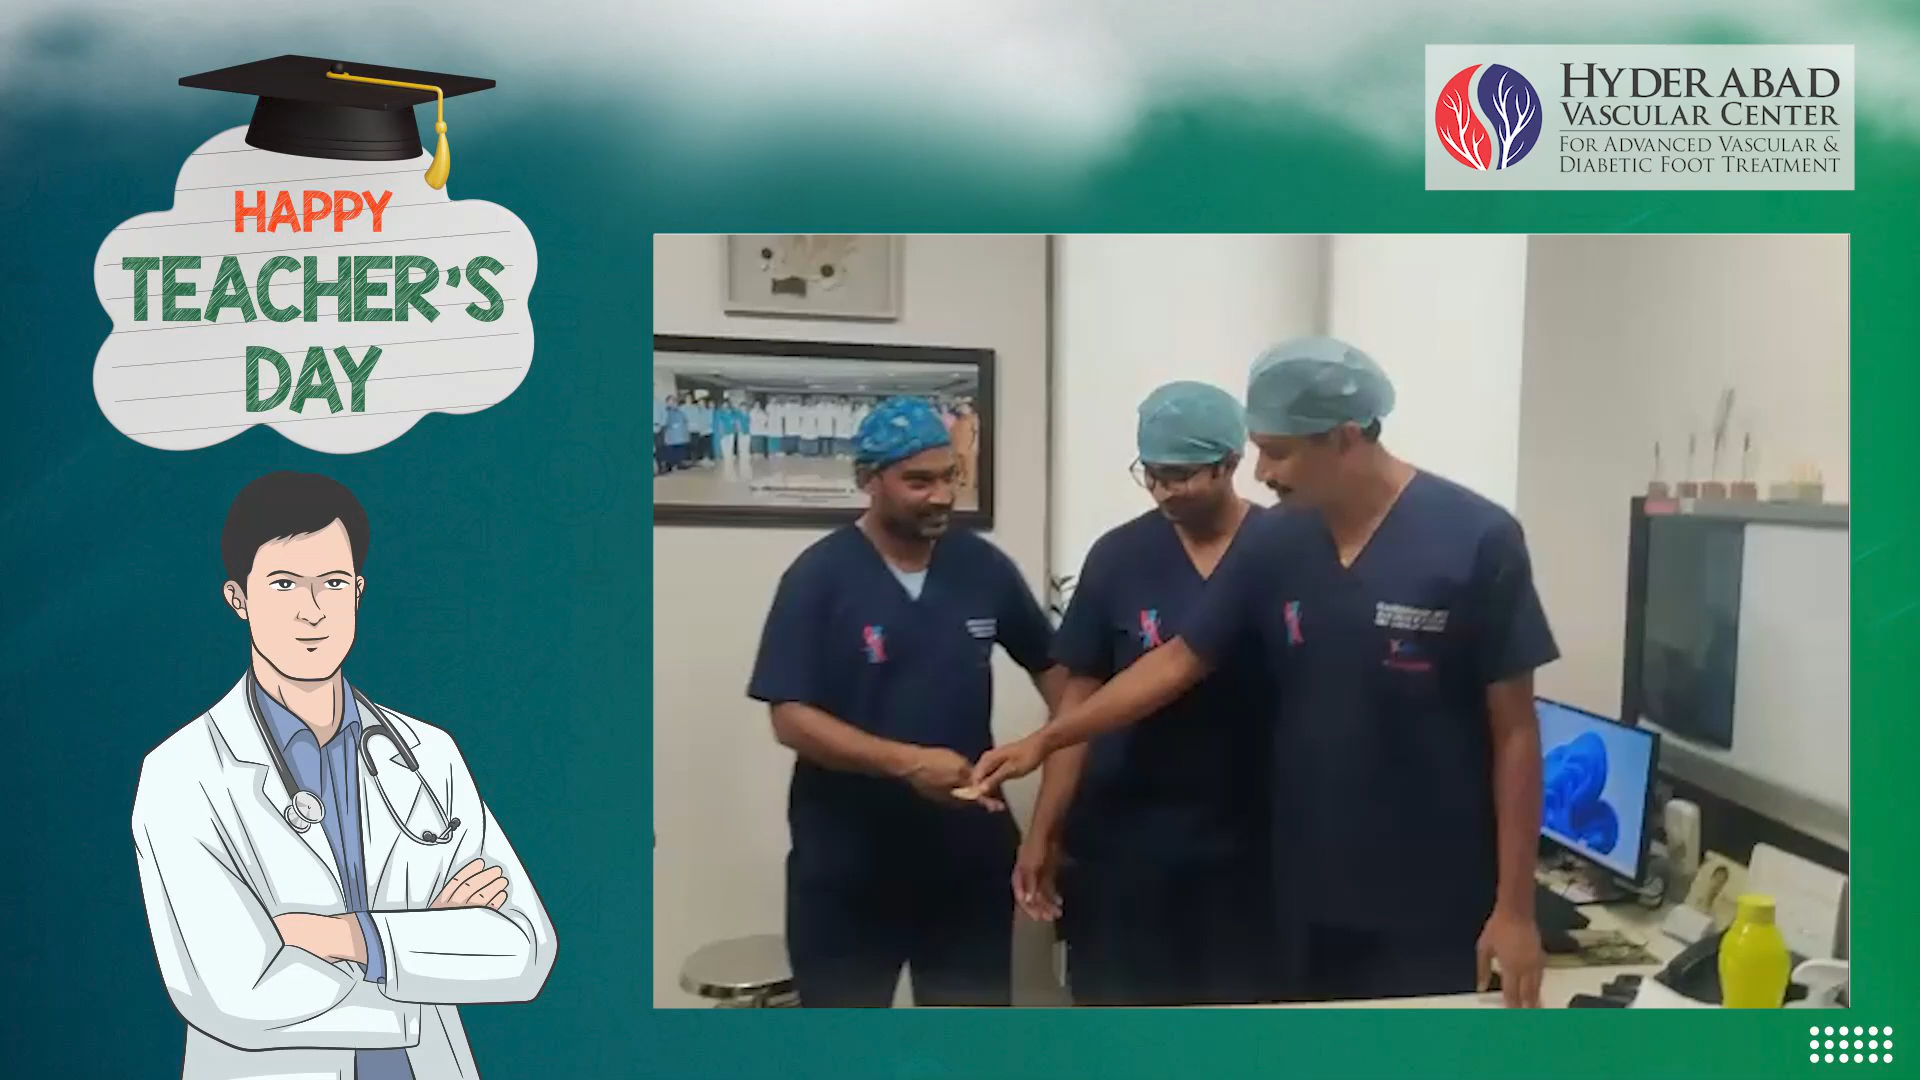 HAPPY
TEACHER'S
DAY
HYDERABAD
VASCULAR CENTER
FOR ADVANCED VASCULAR &
DIABETIC FOOT TREATMENT